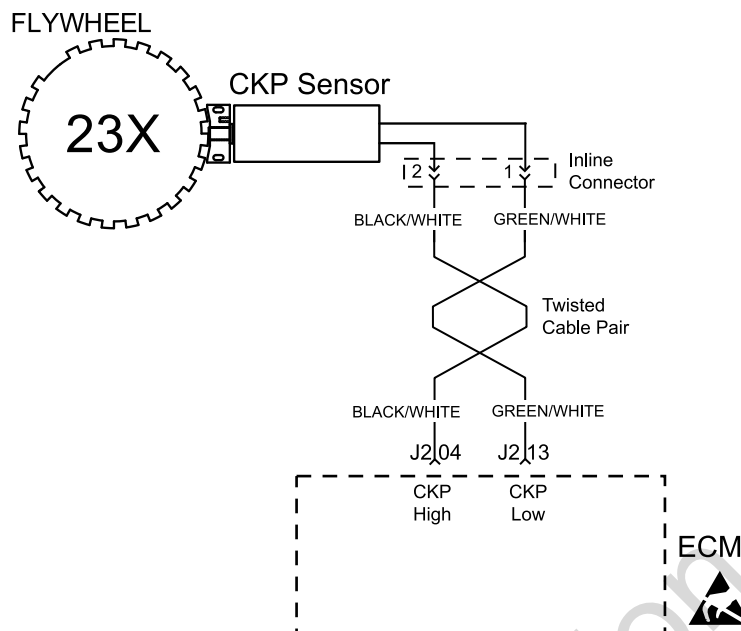 FLYWHEEL
23X
CKP Sensor
2 1
Inline
Connector
BLACK/WHITE GREEN/WHITE
Twisted
Cable Pair
BLACK/WHITE GREEN/WHITE
J2 04 J2 13
CKP
High
CKP
Low
ECM